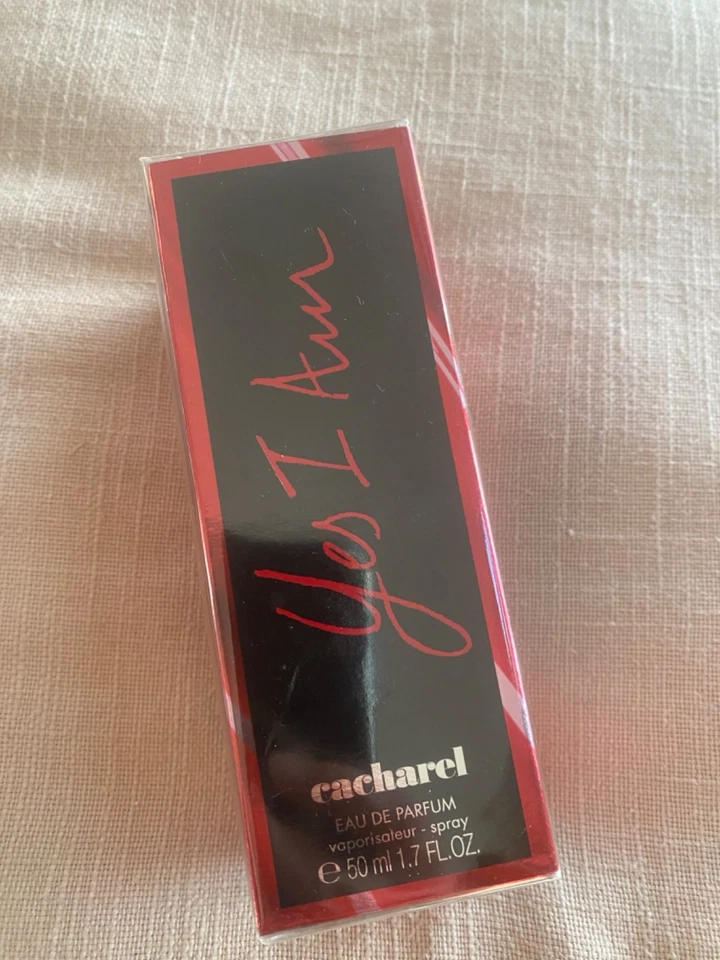 Yes I Am
cacharel
EAU DE PARFUM
vaporisateur - spray
e 50 ml 1.7 FL.OZ.